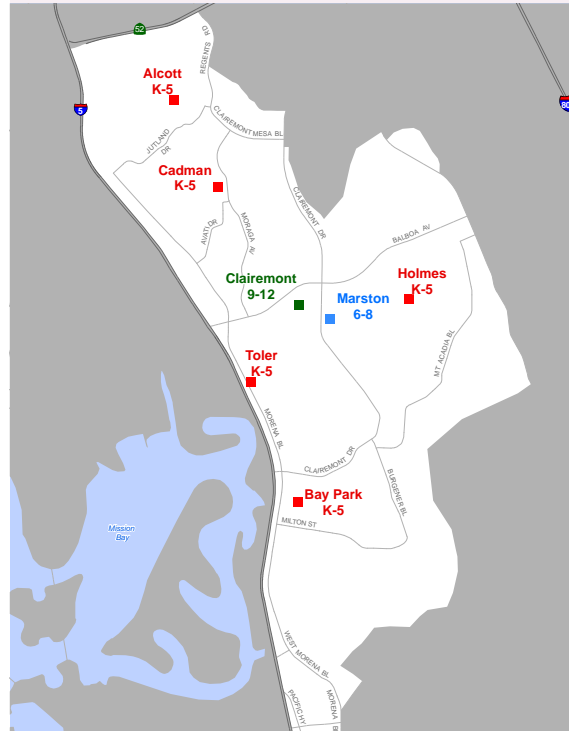 52
REGENTS
RD
Alcott
K-5
5
80
CLAIREMONT MESA BL
JUTLAND
DR
Cadman
K-5
CLAIREMONT DR
AVATI DR
MORAGA AV
BALBOA AV
Clairemont
9-12
Holmes
K-5
Marston
6-8
MT ACADIA BL
Toler
K-5
MORENA BL
CLAIREMONT DR
BURGENER BL
Bay Park
K-5
MILTON ST
Mission
Bay
WEST MORENA BL
PACIFIC HY
MORENA B